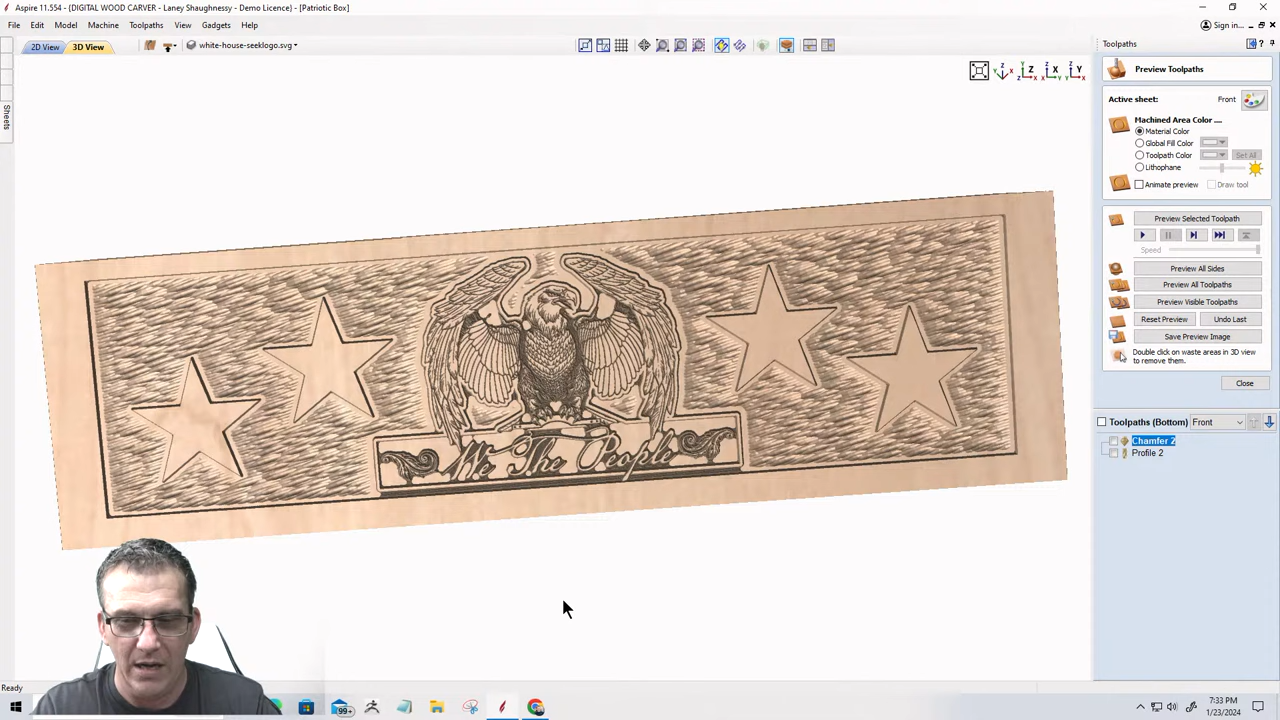 Aspire 11.554 - (DIGITAL WOOD CARVER) - Laney Shaughnessy - Demo Licence) - [Patriotic Box]
File Edit Model Machine Toolpaths View Gadgets Help
Sign in...
2D View 3D View white-house-seeklogo.svg
Toolpaths
Z X Y
Preview Toolpaths
Sheets
Active sheet: Front
Machined Area Color ....
Material Color
Global Fill Color
Toolpath Color Set All
Lithophane
Animate preview Draw tool
Preview Selected Toolpath
Speed
Preview All Sides
Preview All Toolpaths
Preview Visible Toolpaths
Reset Preview Undo Last
Save Preview Image
Double click on waste areas in 3D view
to remove them.
Close
Toolpaths (Bottom) Front
Chamfer 2
Profile 2
We The People
Ready
99+
7:33 PM
1/23/2024